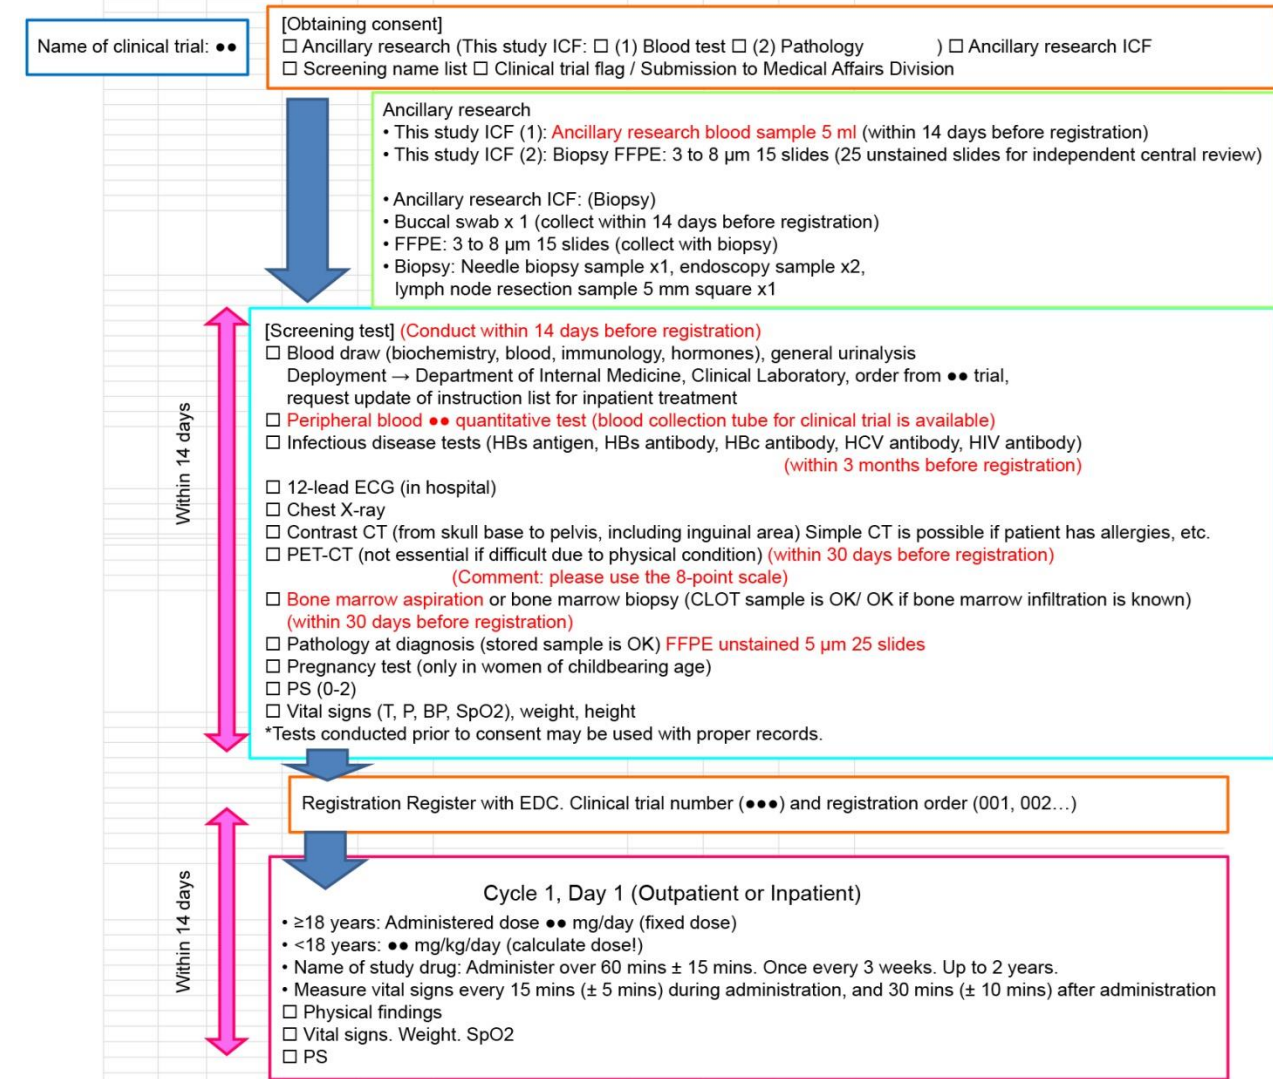 Name of clinical trial: ●●
[Obtaining consent]
☐ Ancillary research (This study ICF: ☐ (1) Blood test ☐ (2) Pathology ) ☐ Ancillary research ICF
☐ Screening name list ☐ Clinical trial flag / Submission to Medical Affairs Division
Ancillary research
• This study ICF (1): Ancillary research blood sample 5 ml (within 14 days before registration)
• This study ICF (2): Biopsy FFPE: 3 to 8 µm 15 slides (25 unstained slides for independent central review)
• Ancillary research ICF: (Biopsy)
• Buccal swab x 1 (collect within 14 days before registration)
• FFPE: 3 to 8 µm 15 slides (collect with biopsy)
• Biopsy: Needle biopsy sample x1, endoscopy sample x2,
lymph node resection sample 5 mm square x1
Within 14 days
[Screening test] (Conduct within 14 days before registration)
☐ Blood draw (biochemistry, blood, immunology, hormones), general urinalysis
Deployment → Department of Internal Medicine, Clinical Laboratory, order from ●● trial,
request update of instruction list for inpatient treatment
☐ Peripheral blood ●● quantitative test (blood collection tube for clinical trial is available)
☐ Infectious disease tests (HBs antigen, HBs antibody, HBc antibody, HCV antibody, HIV antibody)
(within 3 months before registration)
☐ 12-lead ECG (in hospital)
☐ Chest X-ray
☐ Contrast CT (from skull base to pelvis, including inguinal area) Simple CT is possible if patient has allergies, etc.
☐ PET-CT (not essential if difficult due to physical condition) (within 30 days before registration)
(Comment: please use the 8-point scale)
☐ Bone marrow aspiration or bone marrow biopsy (CLOT sample is OK/ OK if bone marrow infiltration is known)
(within 30 days before registration)
☐ Pathology at diagnosis (stored sample is OK) FFPE unstained 5 µm 25 slides
☐ Pregnancy test (only in women of childbearing age)
☐ PS (0-2)
☐ Vital signs (T, P, BP, SpO2), weight, height
*Tests conducted prior to consent may be used with proper records.
Registration Register with EDC. Clinical trial number (●●●) and registration order (001, 002…)
Within 14 days
Cycle 1, Day 1 (Outpatient or Inpatient)
• ≥18 years: Administered dose ●● mg/day (fixed dose)
• <18 years: ●● mg/kg/day (calculate dose!)
• Name of study drug: Administer over 60 mins ± 15 mins. Once every 3 weeks. Up to 2 years.
• Measure vital signs every 15 mins (± 5 mins) during administration, and 30 mins (± 10 mins) after administration
☐ Physical findings
☐ Vital signs. Weight. SpO2
☐ PS